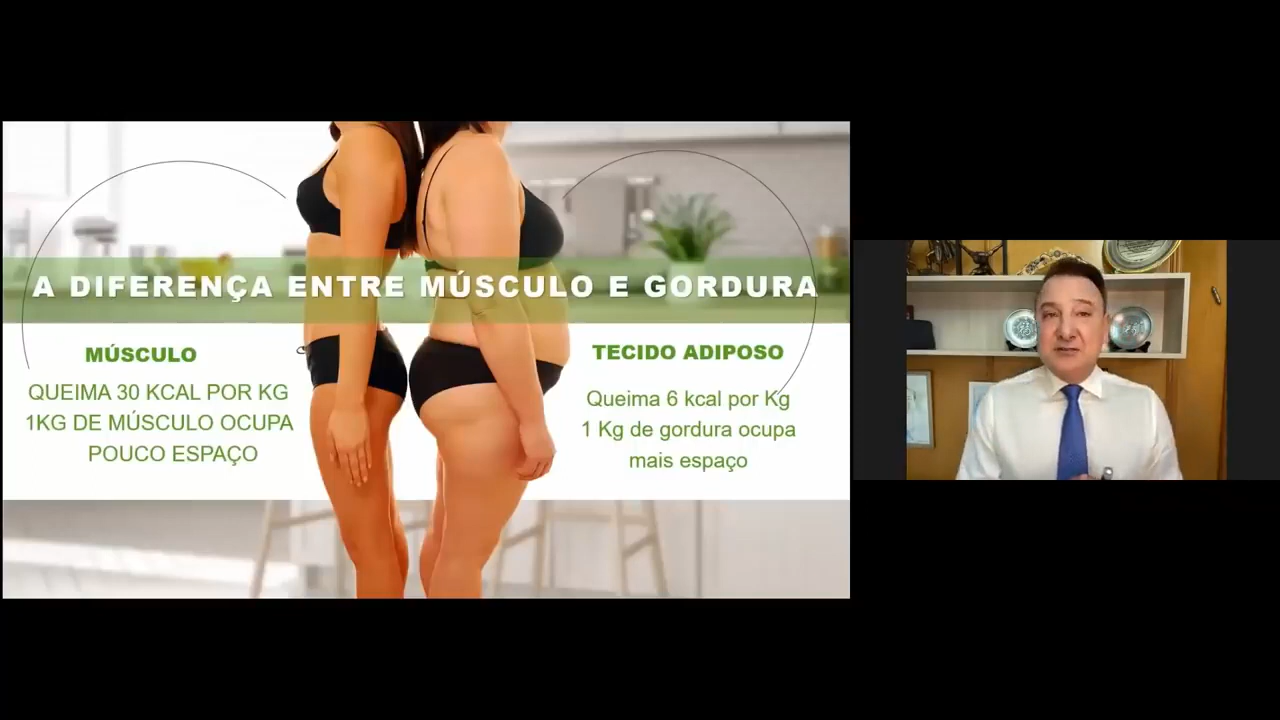 A DIFERENÇA ENTRE MÚSCULO E GORDURA
MÚSCULO
QUEIMA 30 KCAL POR KG
1KG DE MÚSCULO OCUPA
POUCO ESPAÇO
TECIDO ADIPOSO
Queima 6 kcal por Kg
1 Kg de gordura ocupa
mais espaço